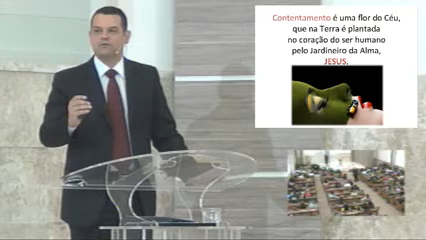 Contentamento é uma flor do Céu,
que na Terra é plantada
no coração do ser humano
pelo Jardineiro da Alma,
JESUS.